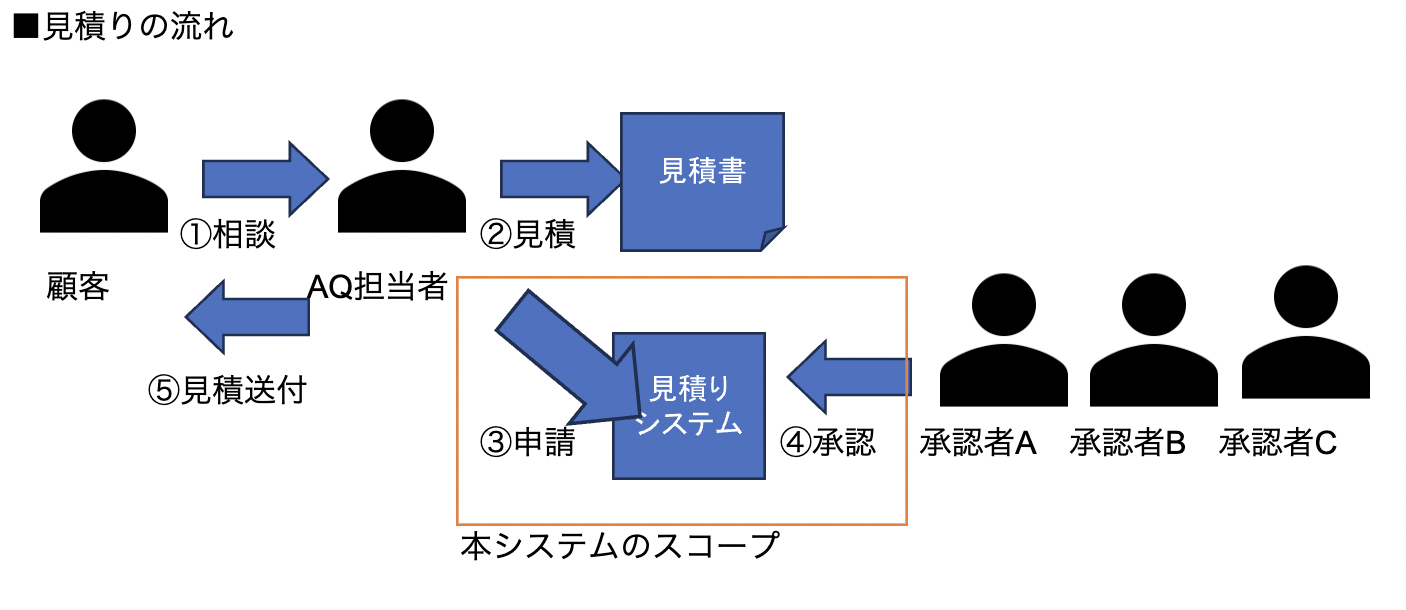 ■見積りの流れ
見積書
①相談
②見積
顧客
AQ担当者
⑤見積送付
見積り
システム
③申請
④承認
承認者A
承認者B
承認者C
本システムのスコープ